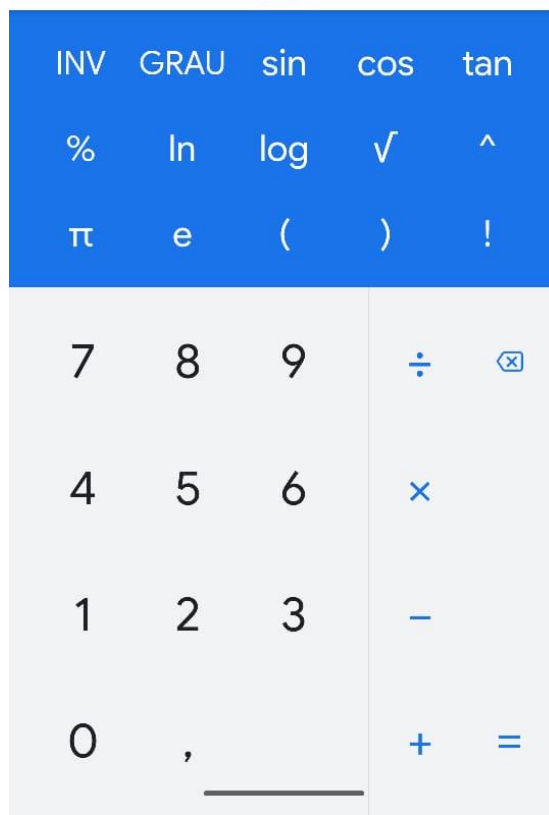 INV GRAU sin cos tan
% ln log √ ^
π e ( ) !
7 8 9 ÷
4 5 6 ×
1 2 3 −
0 , + =